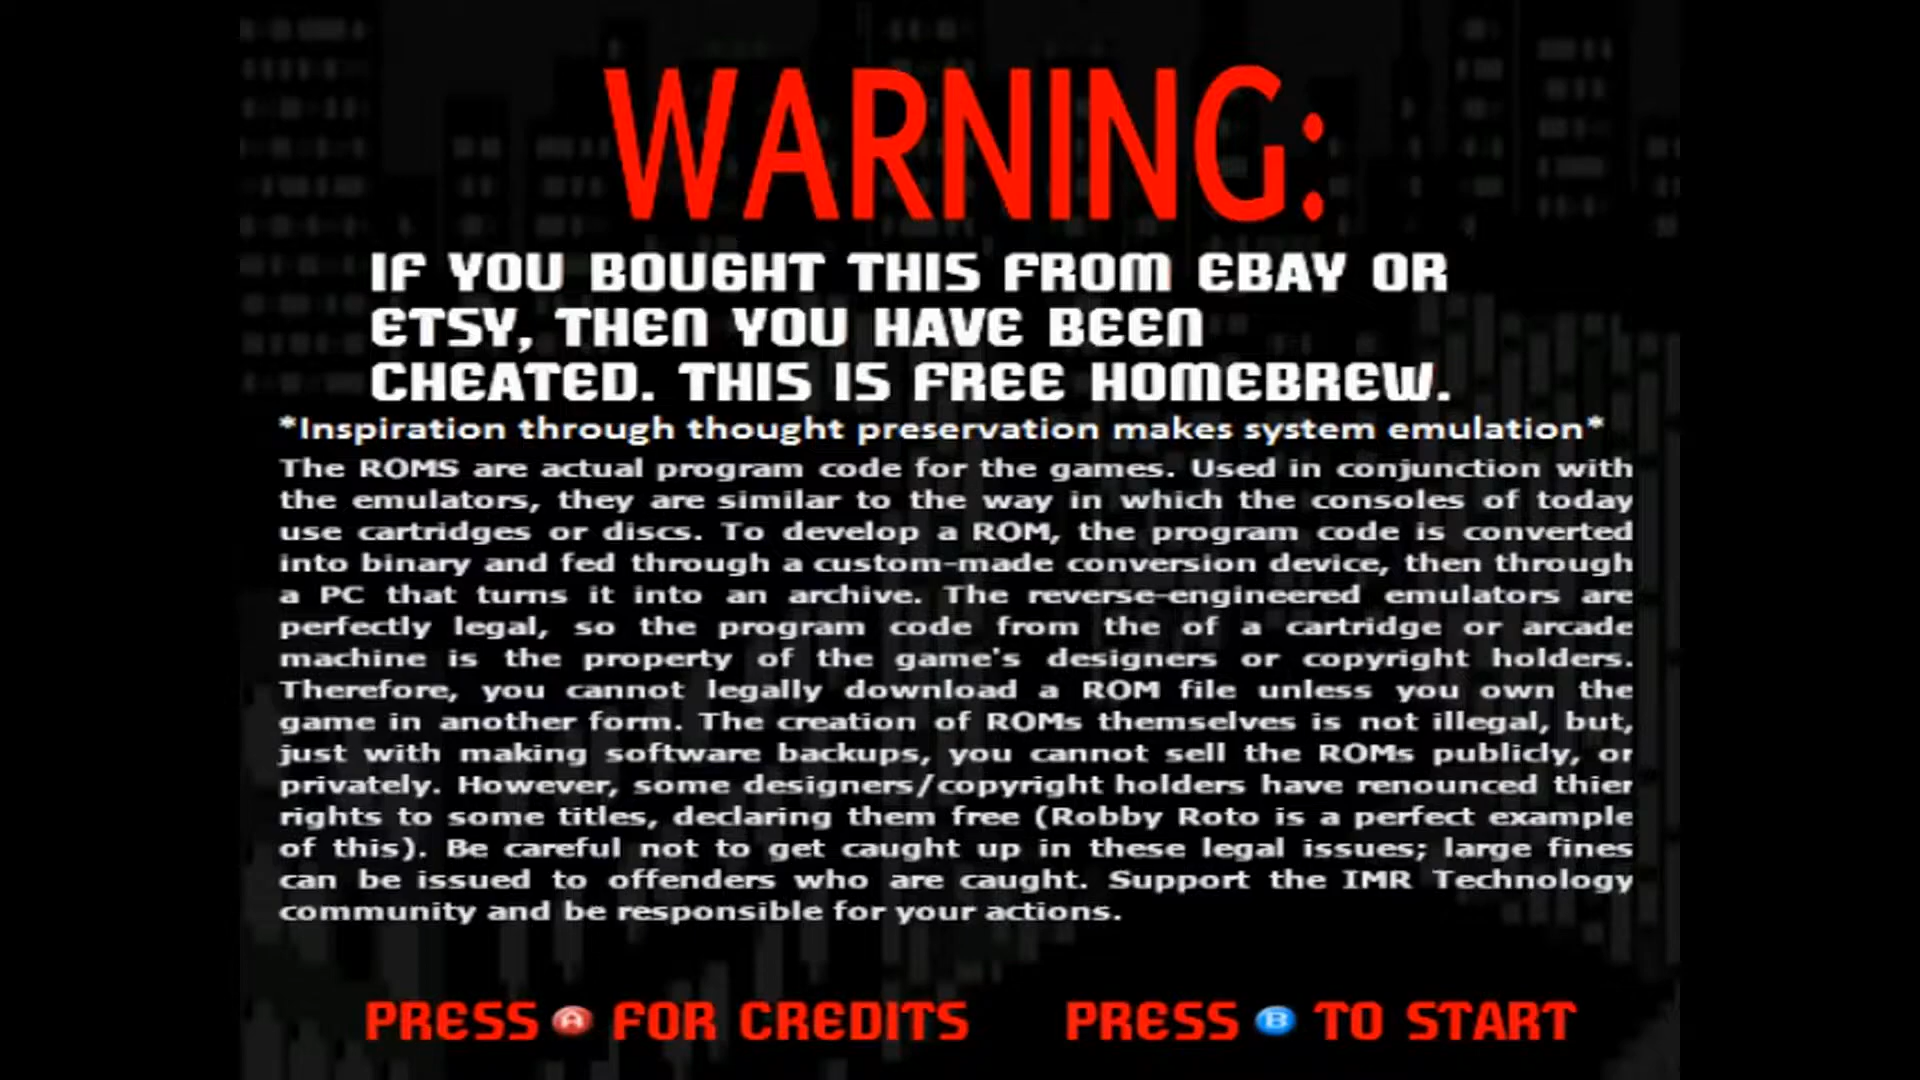 WARNING:
IF YOU BOUGHT THIS FROM EBAY OR
ETSY, THEN YOU HAVE BEEN
CHEATED. THIS IS FREE HOMEBREW.
*Inspiration through thought preservation makes system emulation*
The ROMS are actual program code for the games. Used in conjunction with
the emulators, they are similar to the way in which the consoles of today
use cartridges or discs. To develop a ROM, the program code is converted
into binary and fed through a custom-made conversion device, then through
a PC that turns it into an archive. The reverse-engineered emulators are
perfectly legal, so the program code from the of a cartridge or arcade
machine is the property of the game's designers or copyright holders.
Therefore, you cannot legally download a ROM file unless you own the
game in another form. The creation of ROMs themselves is not illegal, but,
just with making software backups, you cannot sell the ROMs publicly, or
privately. However, some designers/copyright holders have renounced thier
rights to some titles, declaring them free (Robby Roto is a perfect example
of this). Be careful not to get caught up in these legal issues; large fines
can be issued to offenders who are caught. Support the IMR Technology
community and be responsible for your actions.
PRESS A FOR CREDITS PRESS B TO START